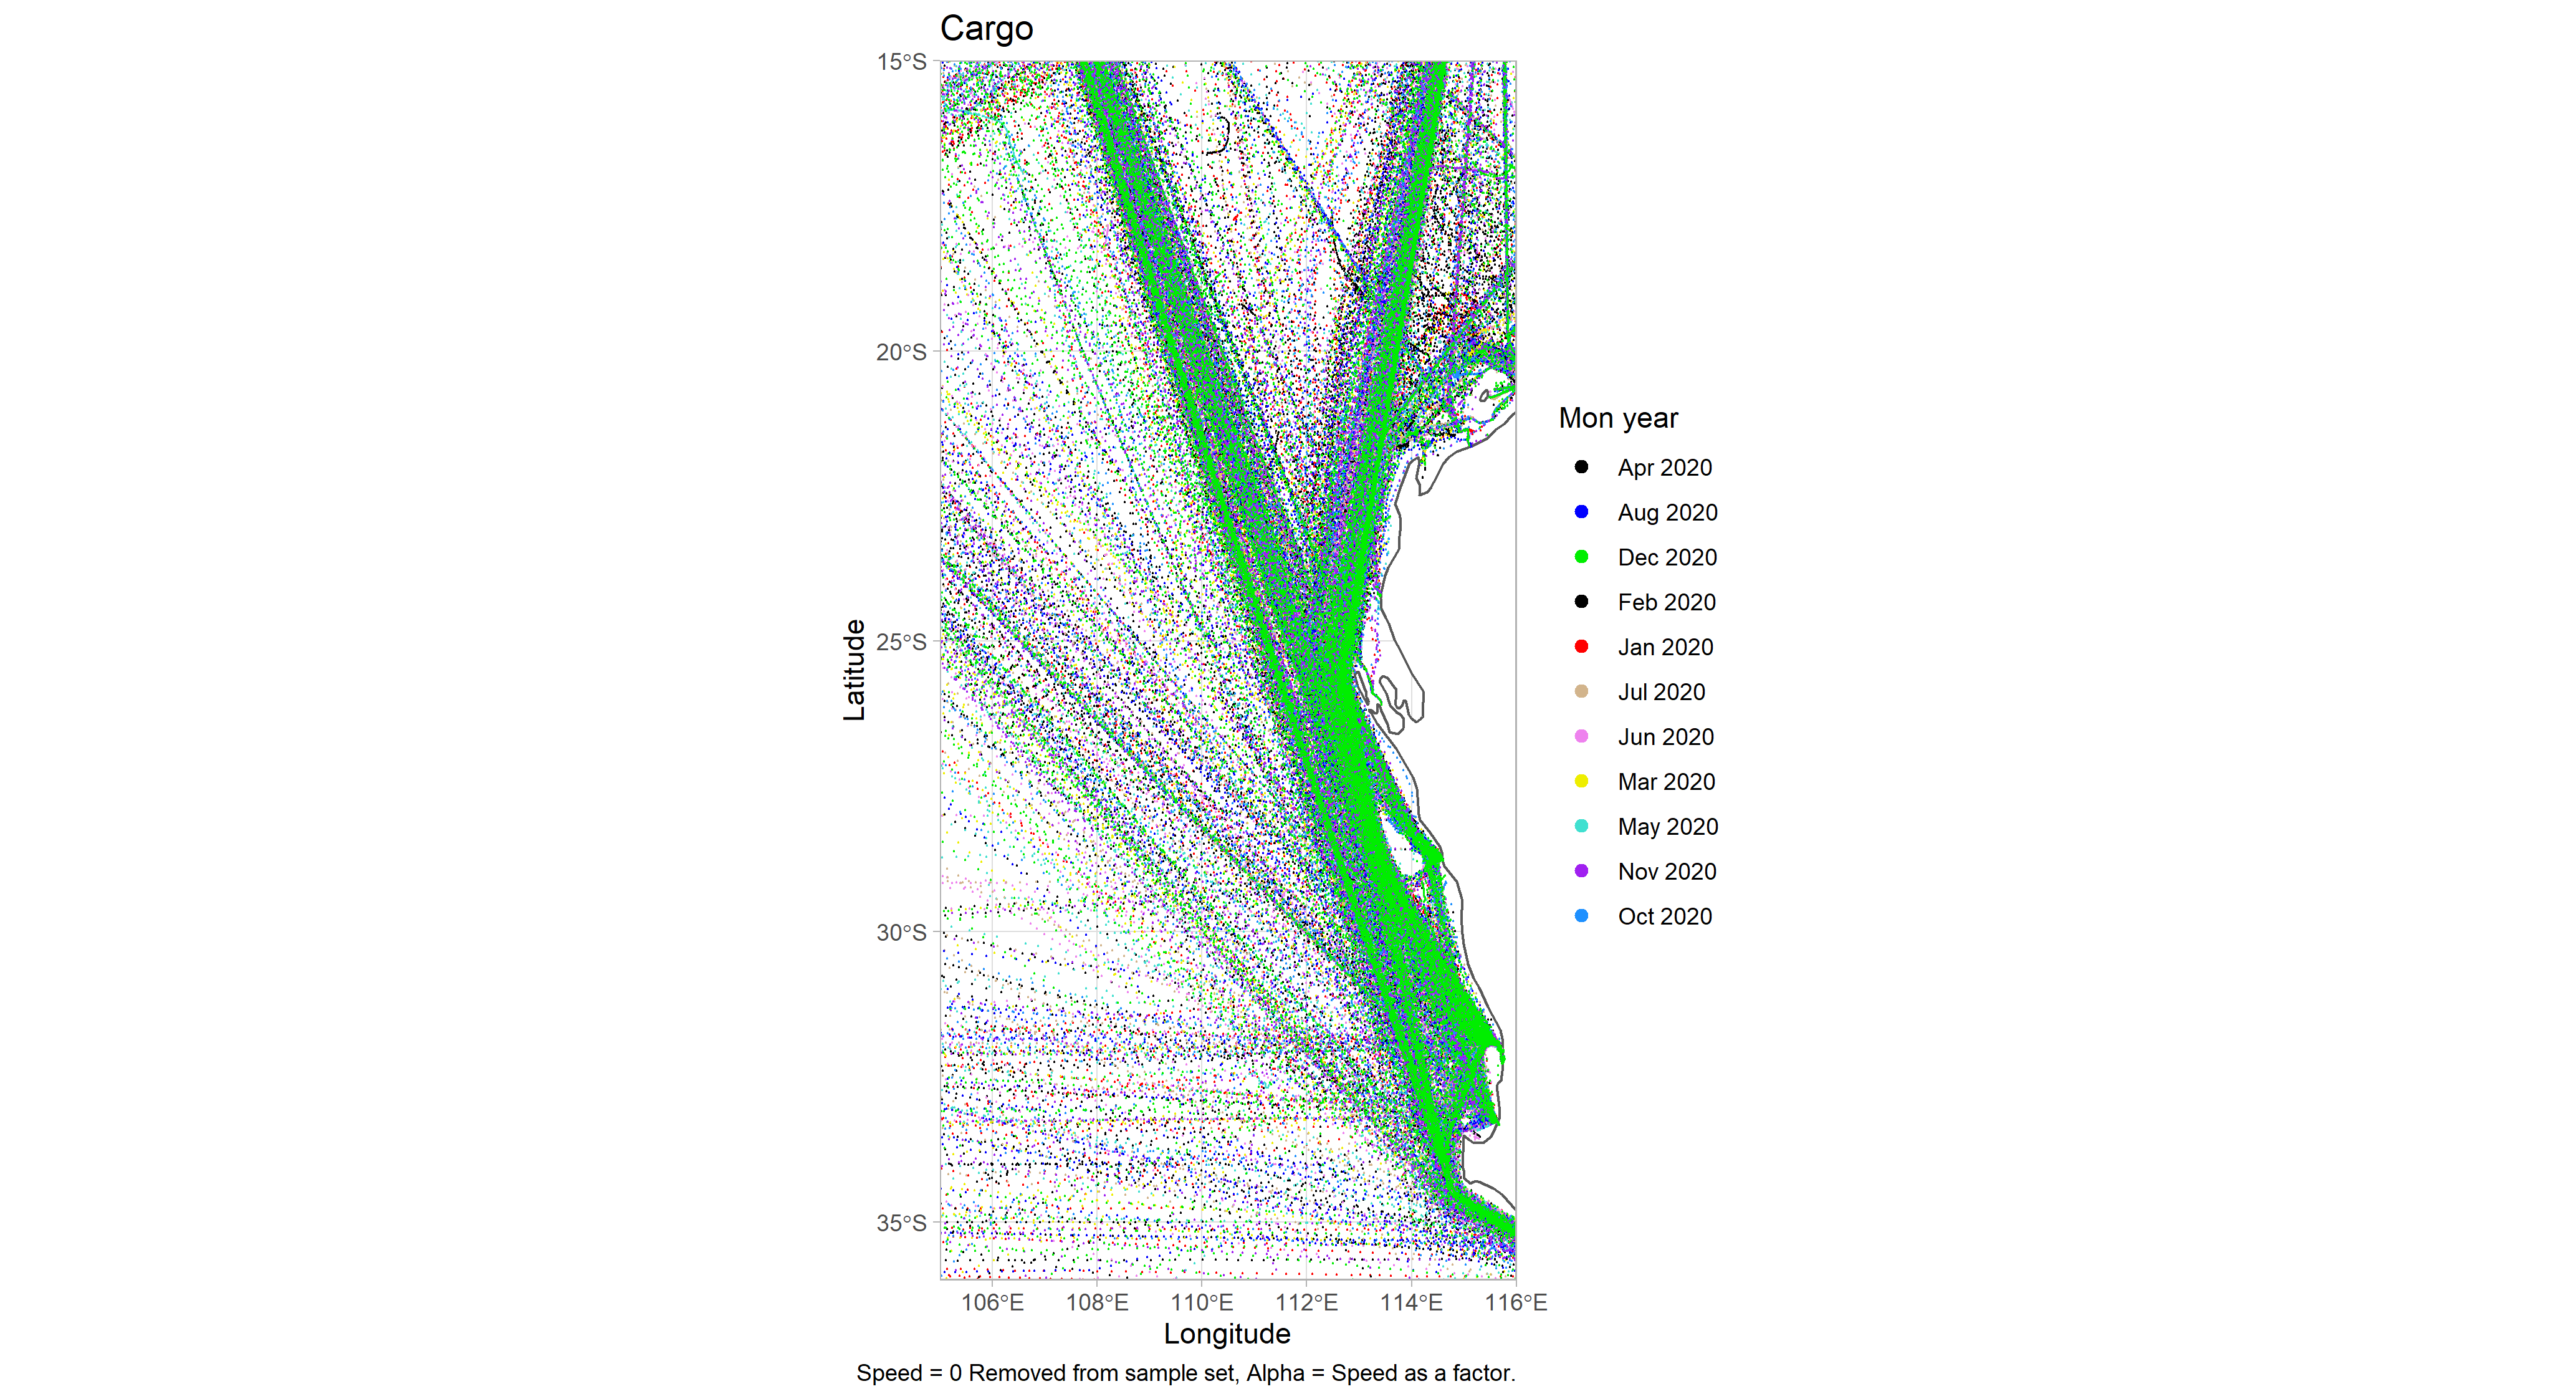 Cargo
15°S
20°S
25°S
30°S
35°S
Latitude
106°E 108°E 110°E 112°E 114°E 116°E
Longitude
Speed = 0 Removed from sample set, Alpha = Speed as a factor.
Mon year
Apr 2020
Aug 2020
Dec 2020
Feb 2020
Jan 2020
Jul 2020
Jun 2020
Mar 2020
May 2020
Nov 2020
Oct 2020